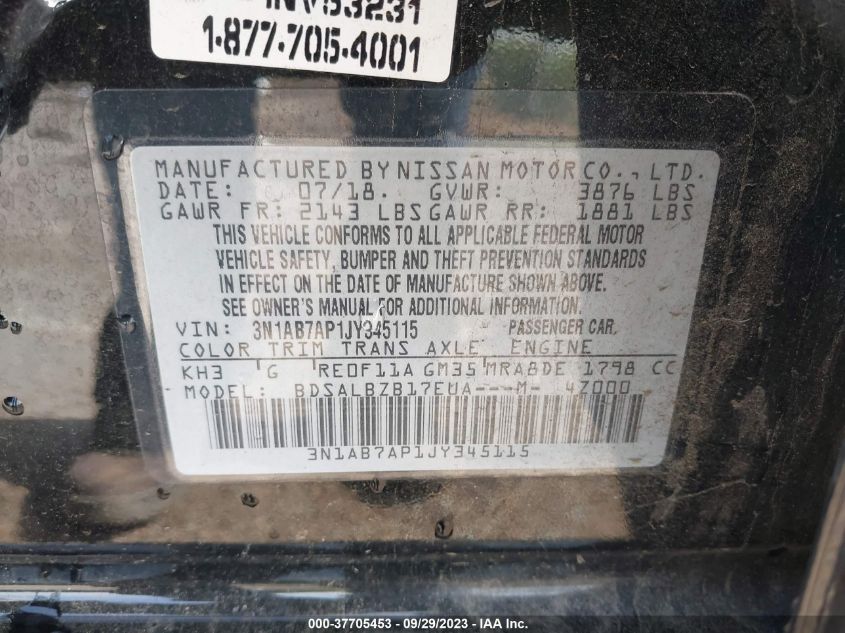 1-877-705-4001
MANUFACTURED BY NISSAN MOTOR CO., LTD.
DATE: 07/18. GVWR: 3876 LBS
GAWR FR: 2143 LBS GAWR RR: 1881 LBS
THIS VEHICLE CONFORMS TO ALL APPLICABLE FEDERAL MOTOR
VEHICLE SAFETY, BUMPER AND THEFT PREVENTION STANDARDS
IN EFFECT ON THE DATE OF MANUFACTURE SHOWN ABOVE.
SEE OWNER'S MANUAL FOR ADDITIONAL INFORMATION.
VIN: 3N1AB7AP1JY345115 PASSENGER CAR
COLOR TRIM TRANS AXLE ENGINE
KH3 G RE0F11A GM35 MRA8DE 1798 CC
MODEL: BDSALBZB17EUA---M- 47000
3N1AB7AP1JY345115
000-37705453 - 09/29/2023 - IAA Inc.